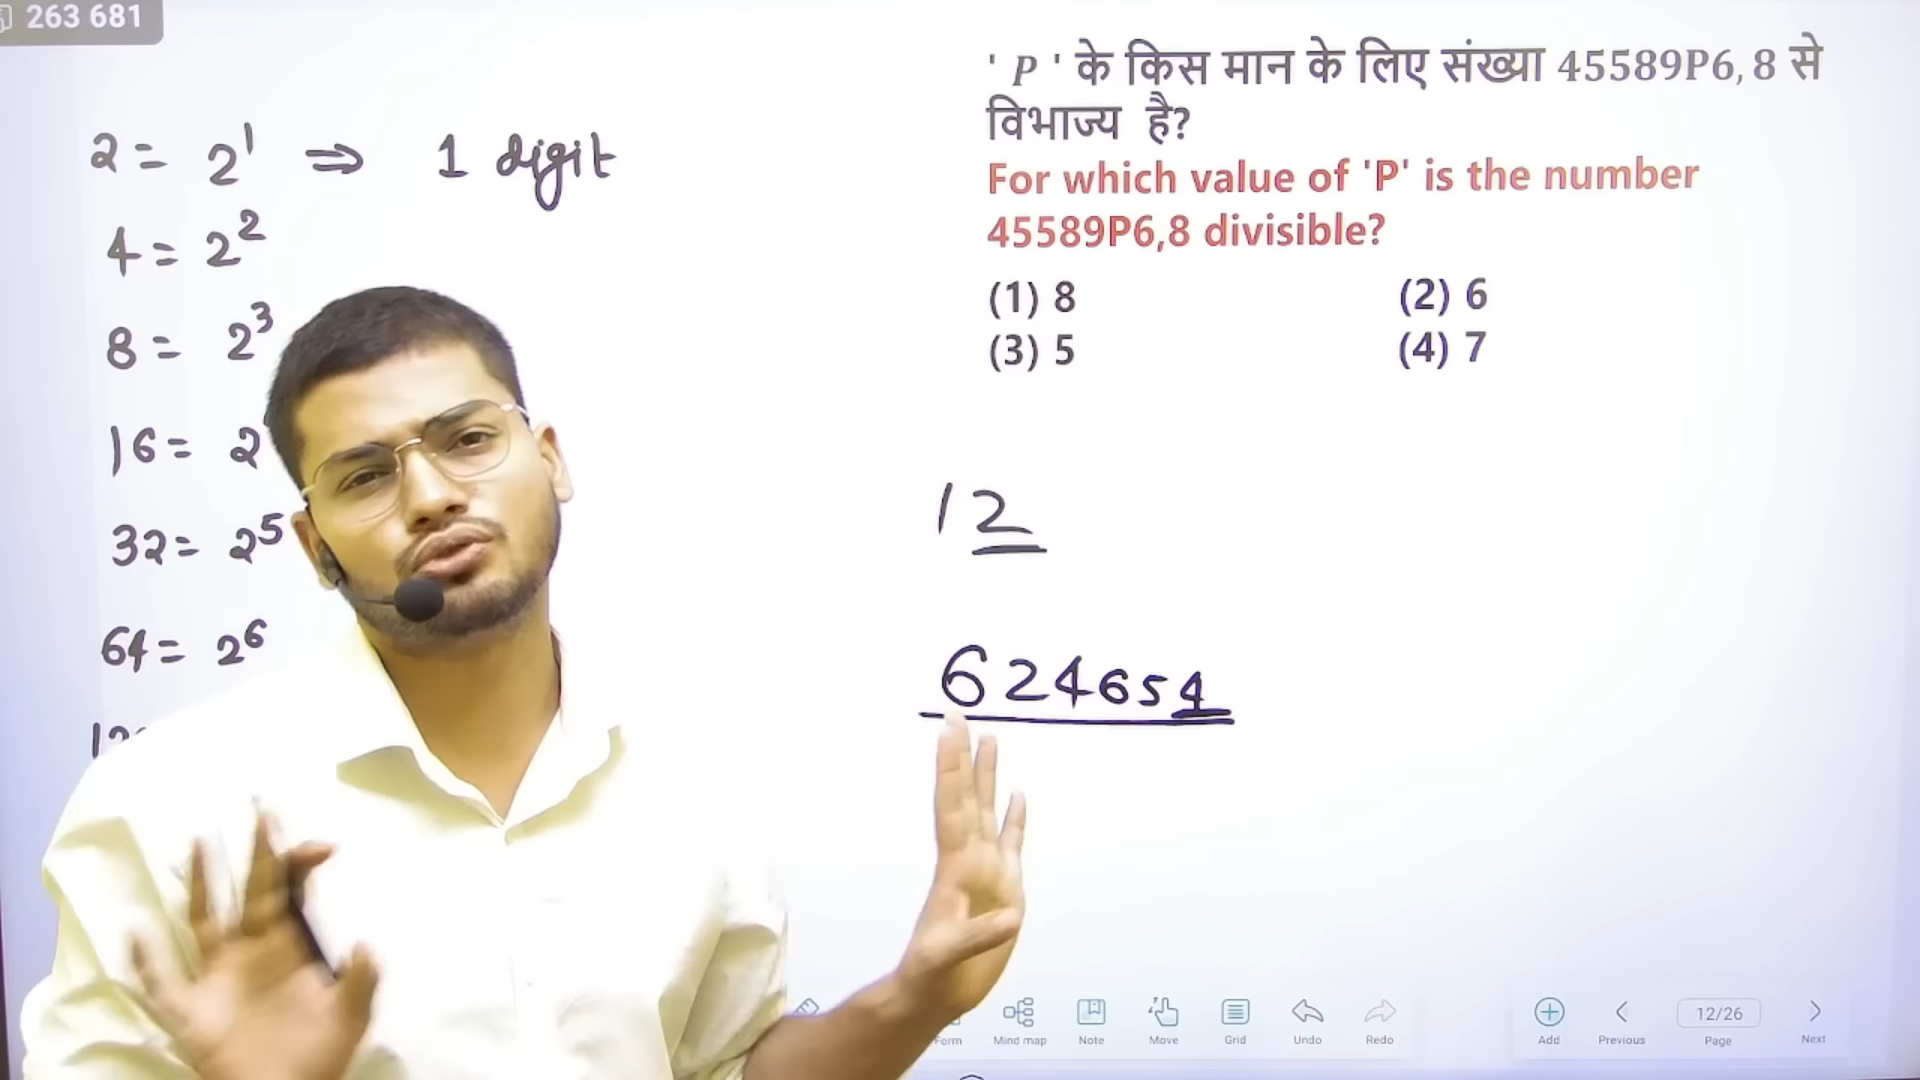 263 681
' P ' के किस मान के लिए संख्या 45589P6, 8 से
विभाज्य है?
For which value of 'P' is the number
45589P6,8 divisible?
(1) 8 (2) 6
(3) 5 (4) 7
2 = 2¹ ⇒ 1 digit
4 = 2²
8 = 2³
16 = 2
32 = 2⁵
64 = 2⁶
12
624654
Form Mind map Note Move Grid Undo Redo Add Previous 12/26 Page Next